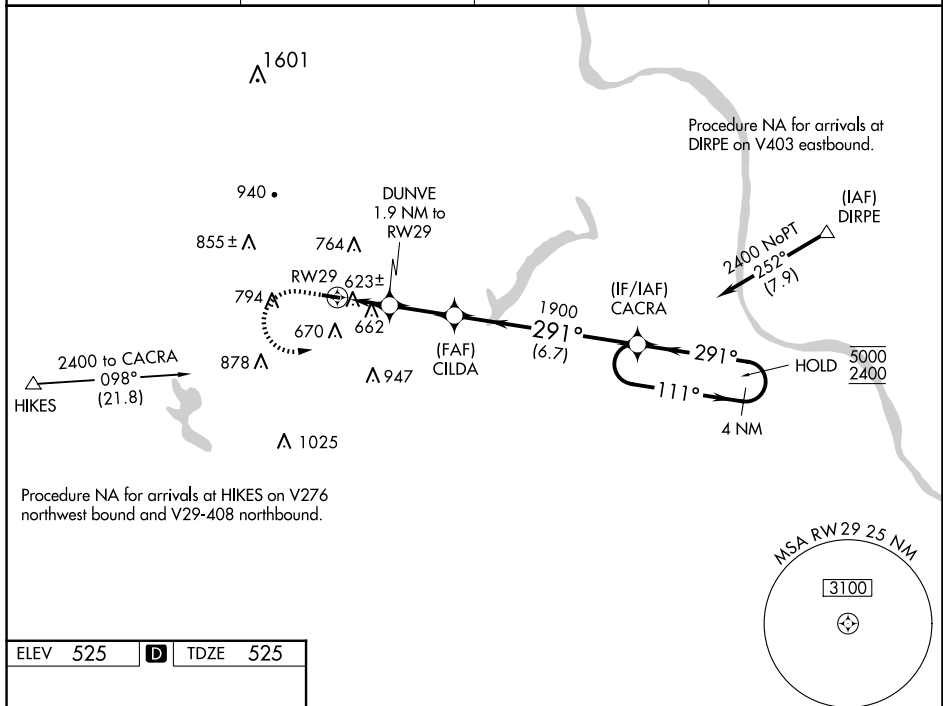 1601
Procedure NA for arrivals at
DIRPE on V403 eastbound.
940
DUNVE
1.9 NM to
RW29
(IAF)
DIRPE
855±
764
2400 NoPT
252°
(7.9)
RW29
623±
794
(IF/IAF)
CACRA
1900
291°
(6.7)
670
662
(FAF)
CILDA
291°
HOLD
5000
2400
2400 to CACRA
098°
(21.8)
HIKES
878
947
111°
4 NM
1025
Procedure NA for arrivals at HIKES on V276
northwest bound and V29-408 northbound.
MSA RW29 25 NM
3100
ELEV 525 D TDZE 525